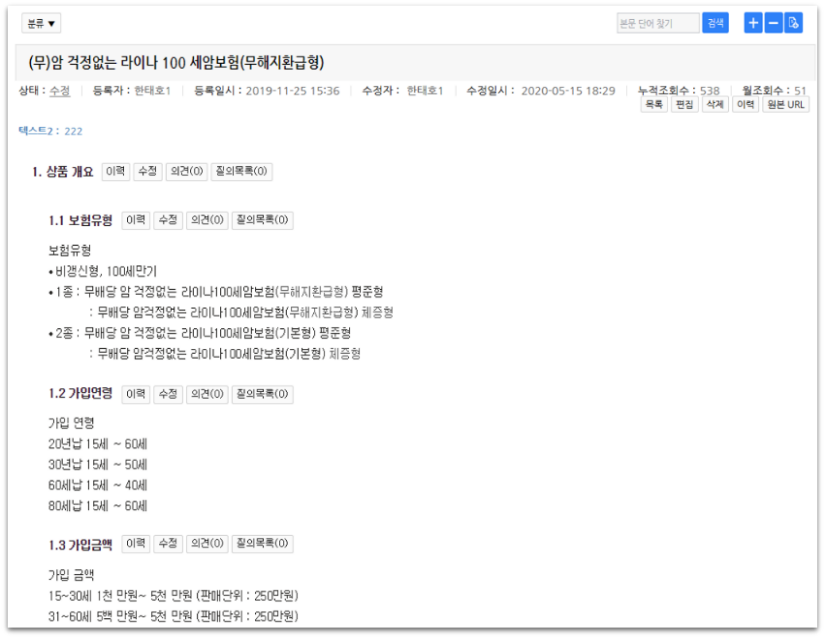 분류 ▼
본문 단어 찾기 검색
(무)암 걱정없는 라이나 100 세암보험(무해지환급형)
상태 : 수정 등록자 : 한태호1 등록일시 : 2019-11-25 15:36 수정자 : 한태호1 수정일시 : 2020-05-15 18:29 누적조회수 : 538 월조회수 : 51
목록 편집 삭제 이력 원본 URL
텍스트2 : 222
1. 상품 개요 이력 수정 의견(0) 질의목록(0)
1.1 보험유형 이력 수정 의견(0) 질의목록(0)
보험유형
• 비갱신형, 100세만기
• 1종 : 무배당 암 걱정없는 라이나100세암보험(무해지환급형) 평준형
: 무배당 암걱정없는 라이나100세암보험(무해지환급형) 체증형
• 2종 : 무배당 암 걱정없는 라이나100세암보험(기본형) 평준형
: 무배당 암걱정없는 라이나100세암보험(기본형) 체증형
1.2 가입연령 이력 수정 의견(0) 질의목록(0)
가입 연령
20년납 15세 ~ 60세
30년납 15세 ~ 50세
60세납 15세 ~ 40세
80세납 15세 ~ 60세
1.3 가입금액 이력 수정 의견(0) 질의목록(0)
가입 금액
15~30세 1천 만원~ 5천 만원 (판매단위 : 250만원)
31~60세 5백 만원~ 5천 만원 (판매단위 : 250만원)